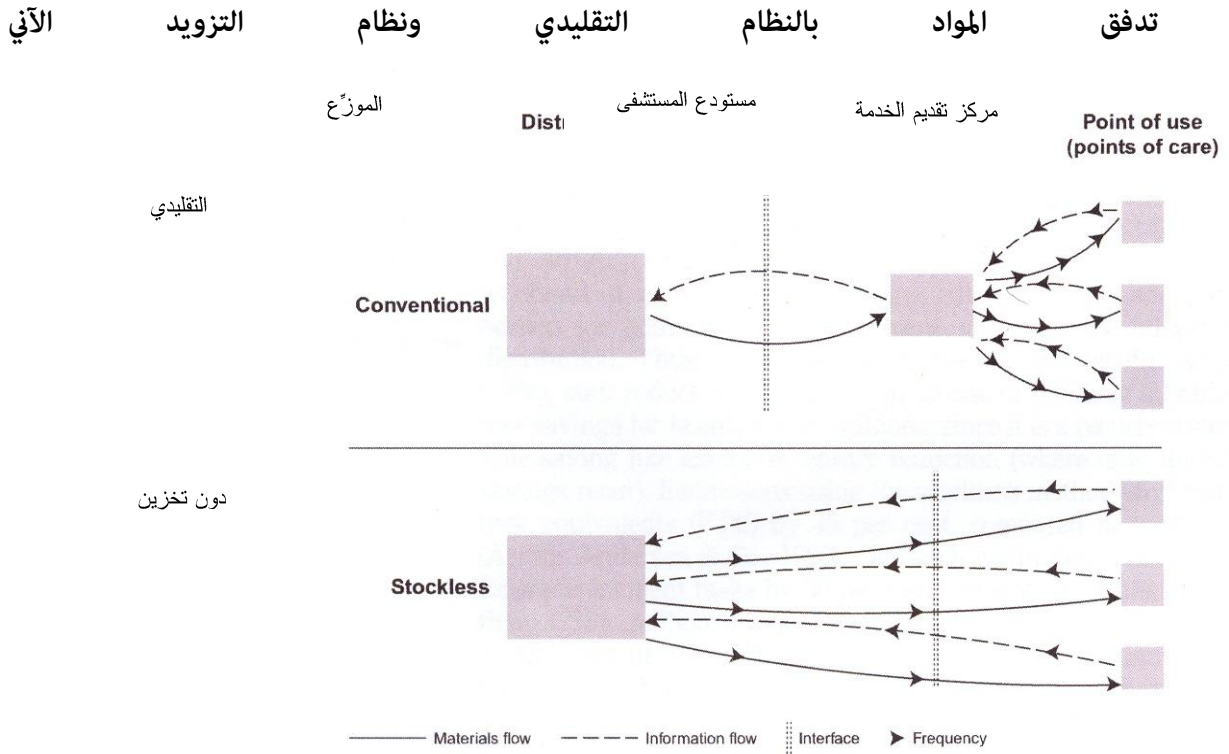 تدفق المواد بالنظام التقليدي ونظام التزويد الآني
الموزِّع
مستودع المستشفى
مركز تقديم الخدمة
Dist
Point of use
(points of care)
التقليدي
Conventional
دون تخزين
Stockless
Materials flow
Information flow
Interface
Frequency